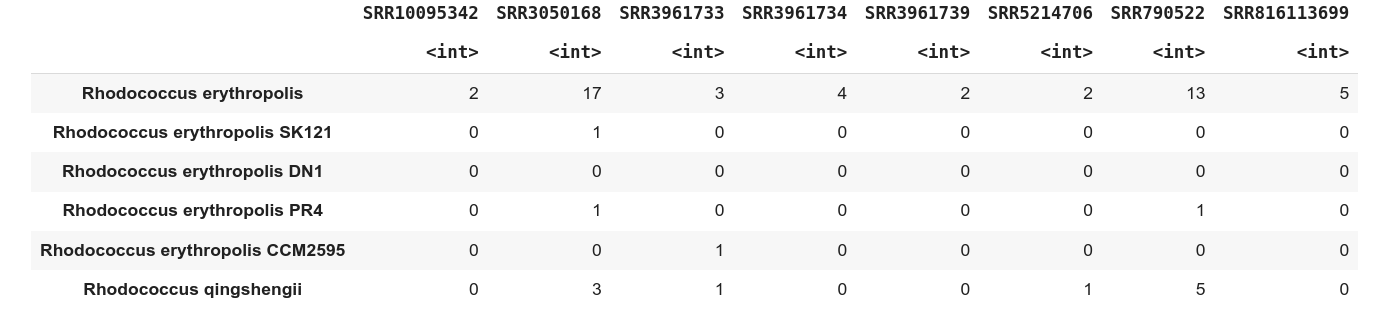 SRR10095342 SRR3050168 SRR3961733 SRR3961734 SRR3961739 SRR5214706 SRR790522 SRR816113699
<int> <int> <int> <int> <int> <int> <int> <int>
Rhodococcus erythropolis 2 17 3 4 2 2 13 5
Rhodococcus erythropolis SK121 0 1 0 0 0 0 0 0
Rhodococcus erythropolis DN1 0 0 0 0 0 0 0 0
Rhodococcus erythropolis PR4 0 1 0 0 0 0 1 0
Rhodococcus erythropolis CCM2595 0 0 1 0 0 0 0 0
Rhodococcus qingshengii 0 3 1 0 0 1 5 0